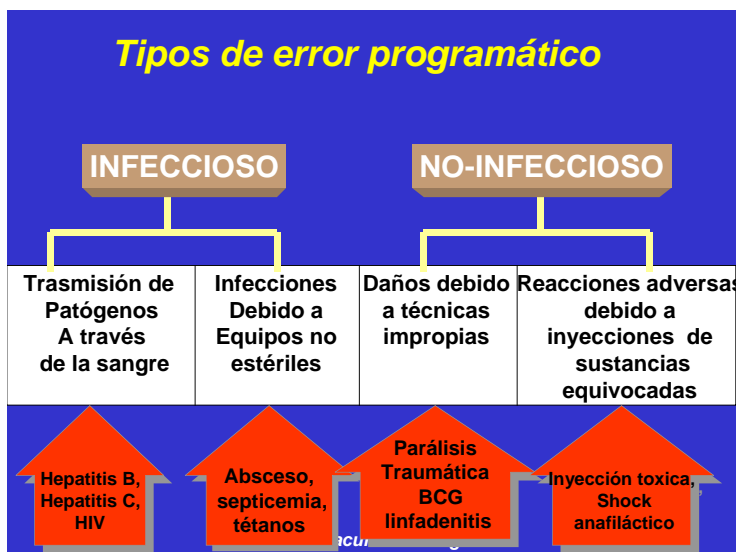 Tipos de error programático
INFECCIOSO
NO-INFECCIOSO
Trasmisión de
Patógenos
A través
de la sangre
Infecciones
Debido a
Equipos no
estériles
Daños debido
a técnicas
impropias
Reacciones adversas
debido a
inyecciones de
sustancias
equivocadas
Hepatitis B,
Hepatitis C,
HIV
Absceso,
septicemia,
tétanos
Parálisis
Traumática
BCG
linfadenitis
Inyección toxica,
Shock
anafiláctico